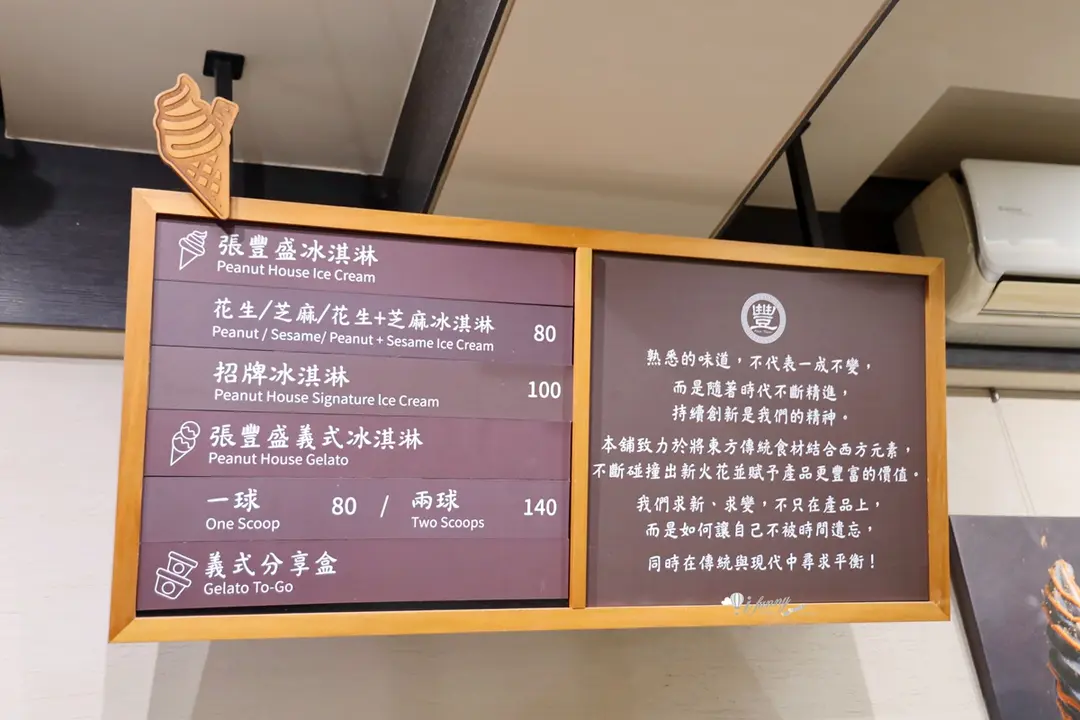 張豐盛冰淇淋
Peanut House Ice Cream
花生/芝麻/花生+芝麻冰淇淋 80
Peanut / Sesame/ Peanut + Sesame Ice Cream
招牌冰淇淋 100
Peanut House Signature Ice Cream
張豐盛義式冰淇淋
Peanut House Gelato
一球 80 / 兩球 140
One Scoop Two Scoops
義式分享盒
Gelato To-Go
豐
熟悉的味道，不代表一成不變，
而是隨著時代不斷精進，
持續創新是我們的精神。
本舖致力於將東方傳統食材結合西方元素，
不斷碰撞出新火花並賦予產品更豐富的價值。
我們求新、求變，不只在產品上，
而是如何讓自己不被時間遺忘，
同時在傳統與現代中尋求平衡！